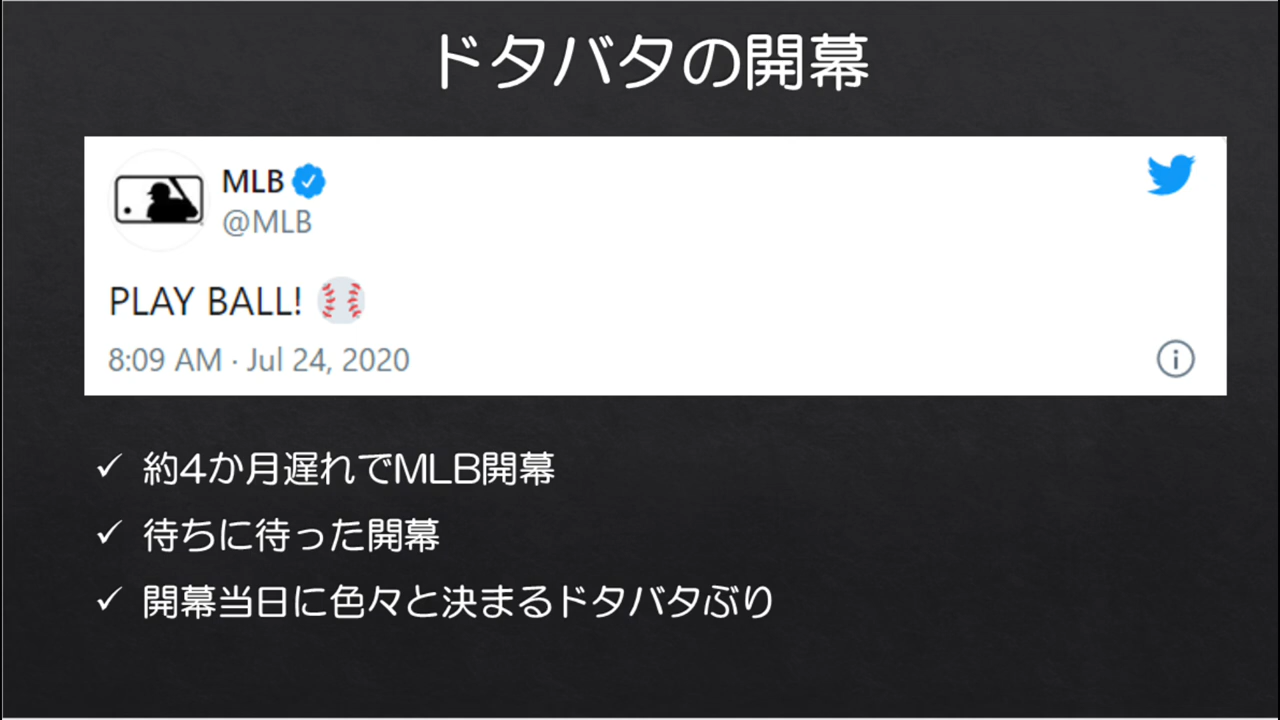 ドタバタの開幕
MLB
@MLB
PLAY BALL! ⚾
8:09 AM · Jul 24, 2020
✓ 約4か月遅れでMLB開幕
✓ 待ちに待った開幕
✓ 開幕当日に色々と決まるドタバタぶり